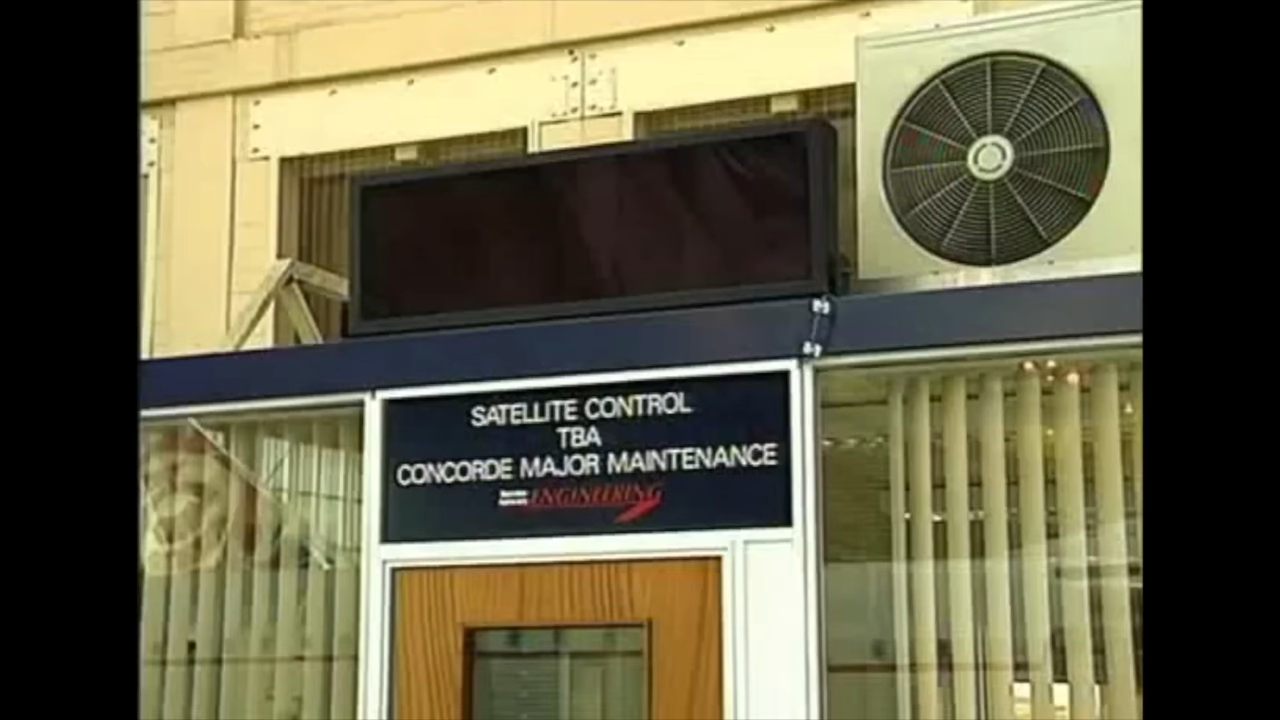 SATELLITE CONTROL
TBA
CONCORDE MAJOR MAINTENANCE
ENGINEERING